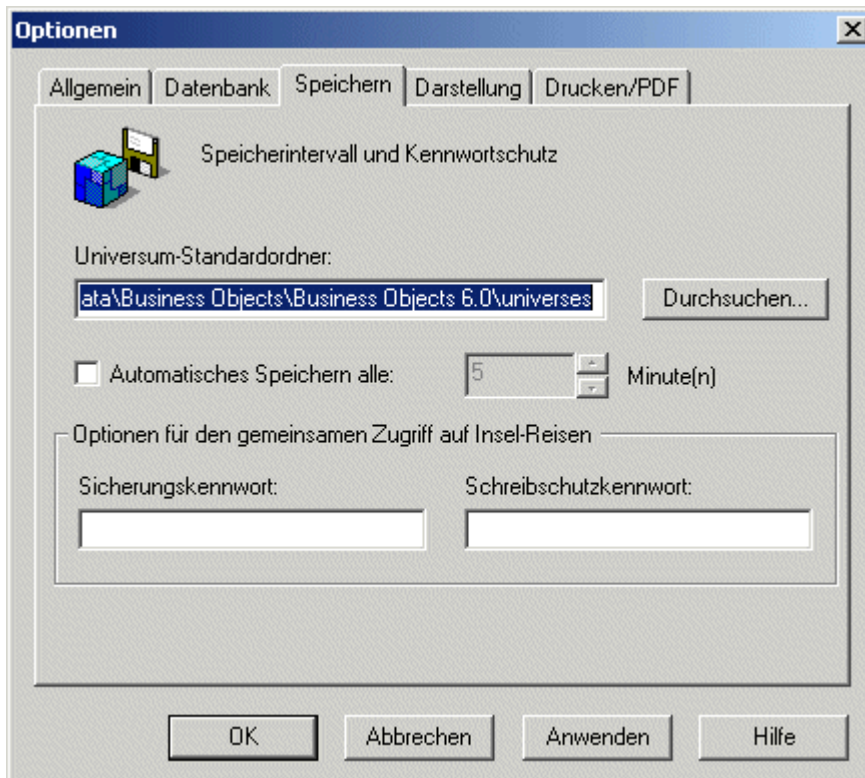 Optionen
Allgemein Datenbank Speichern Darstellung Drucken/PDF
Speicherintervall und Kennwortschutz
Universum-Standardordner:
ata\Business Objects\Business Objects 6.0\universes Durchsuchen...
Automatisches Speichern alle: 5 Minute(n)
Optionen für den gemeinsamen Zugriff auf Insel-Reisen
Sicherungskennwort: Schreibschutzkennwort:
OK Abbrechen Anwenden Hilfe